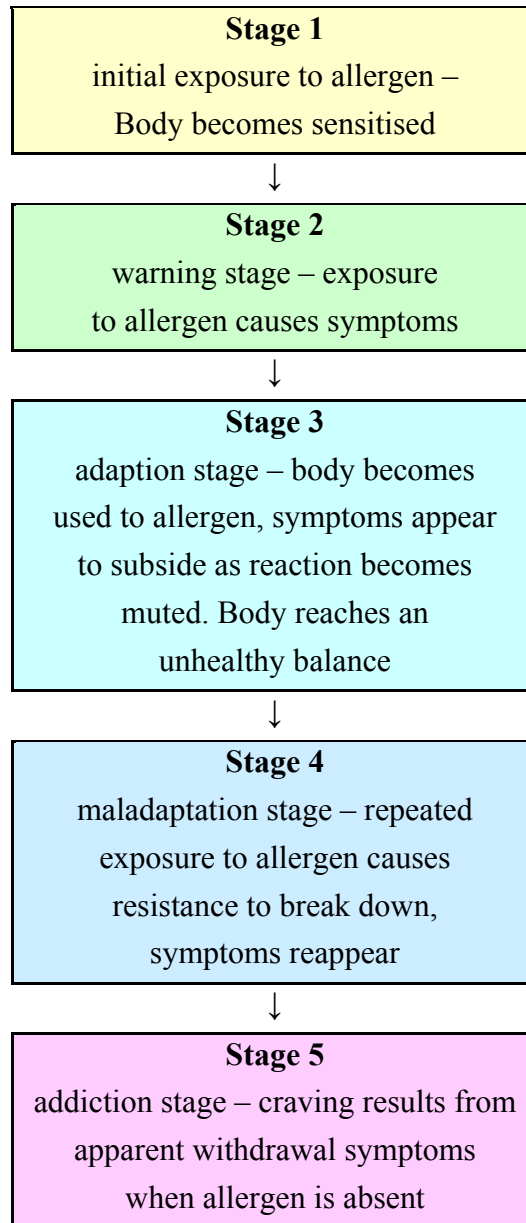 Stage 1
initial exposure to allergen –
Body becomes sensitised
↓
Stage 2
warning stage – exposure
to allergen causes symptoms
↓
Stage 3
adaption stage – body becomes
used to allergen, symptoms appear
to subside as reaction becomes
muted. Body reaches an
unhealthy balance
↓
Stage 4
maladaptation stage – repeated
exposure to allergen causes
resistance to break down,
symptoms reappear
↓
Stage 5
addiction stage – craving results from
apparent withdrawal symptoms
when allergen is absent